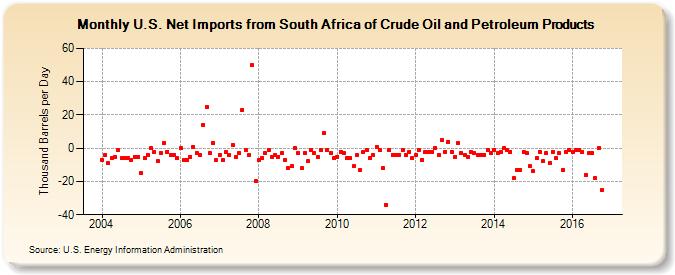 Monthly U.S. Net Imports from South Africa of Crude Oil and Petroleum Products
Thousand Barrels per Day
60
40
20
0
-20
-40
2004 2006 2008 2010 2012 2014 2016
Source: U.S. Energy Information Administration